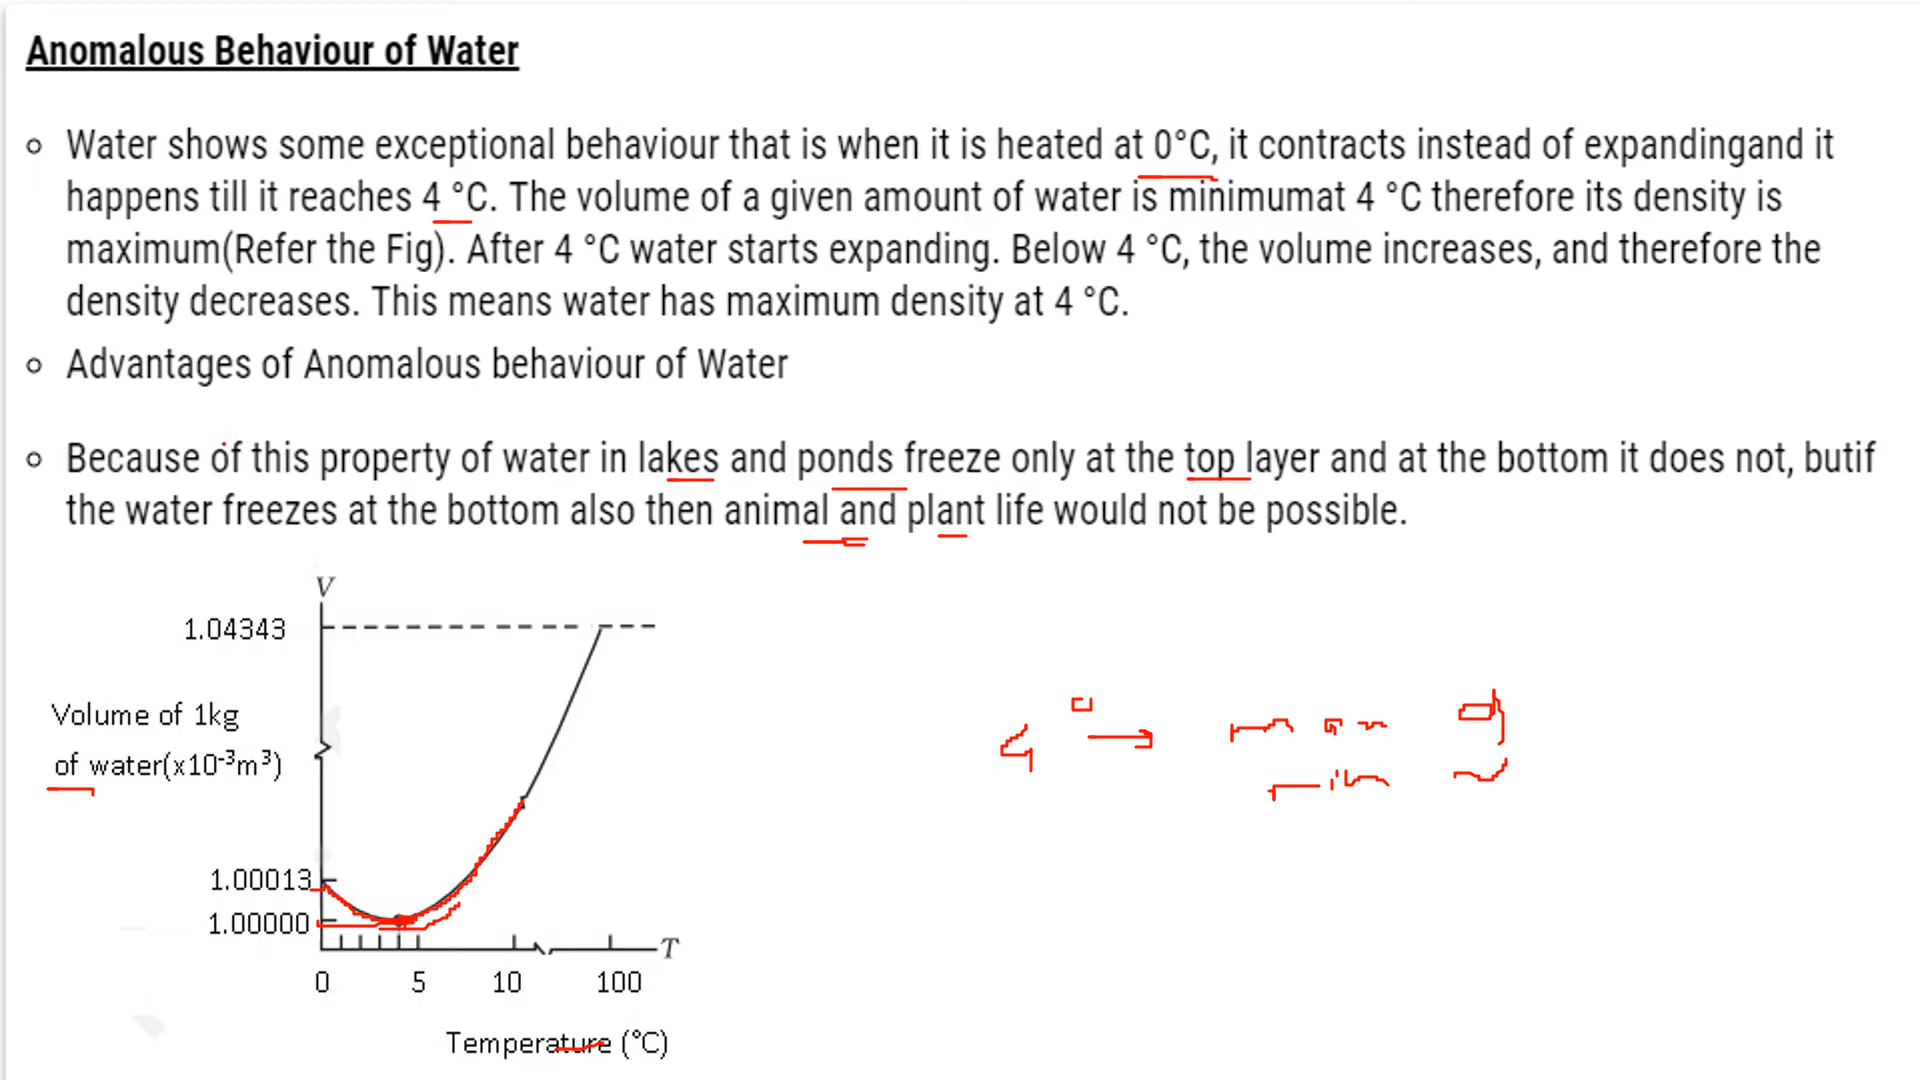 Anomalous Behaviour of Water
Water shows some exceptional behaviour that is when it is heated at 0°C, it contracts instead of expandingand it
happens till it reaches 4 °C. The volume of a given amount of water is minimumat 4 °C therefore its density is
maximum(Refer the Fig). After 4 °C water starts expanding. Below 4 °C, the volume increases, and therefore the
density decreases. This means water has maximum density at 4 °C.
Advantages of Anomalous behaviour of Water
Because of this property of water in lakes and ponds freeze only at the top layer and at the bottom it does not, butif
the water freezes at the bottom also then animal and plant life would not be possible.
V
1.04343
Volume of 1kg
of water(x10⁻³m³)
1.00013
1.00000
T
0 5 10 100
Temperature (°C)
4° →